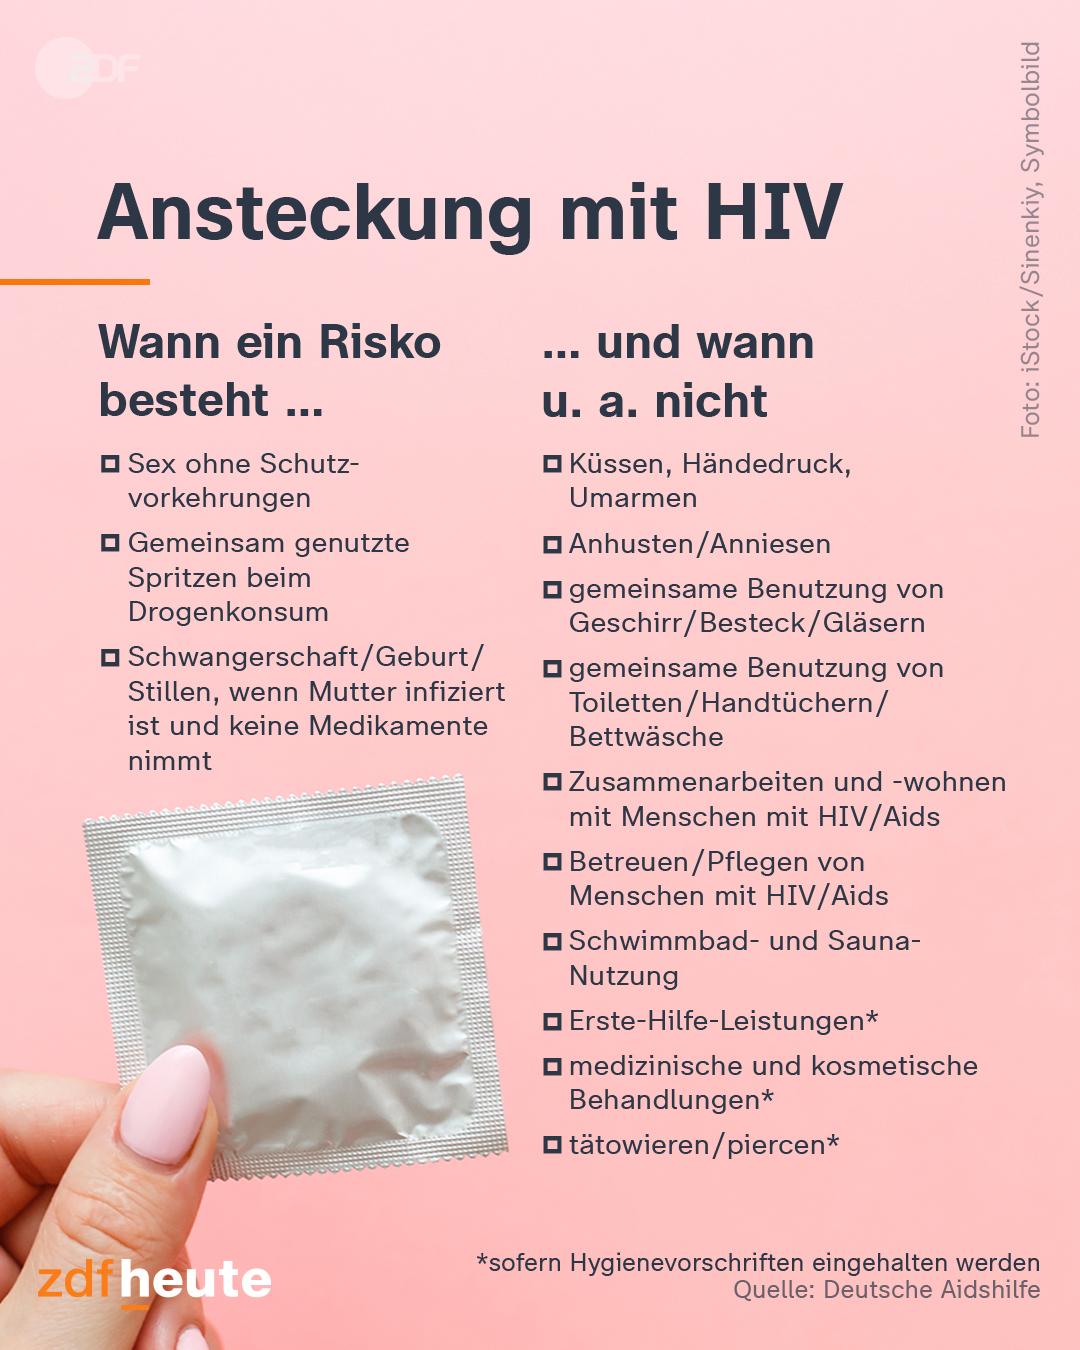 ZDF
Foto: iStock/Sinenkiy, Symbolbild
Ansteckung mit HIV
Wann ein Risko
besteht ...
Sex ohne Schutz-
vorkehrungen
Gemeinsam genutzte
Spritzen beim
Drogenkonsum
Schwangerschaft/Geburt/
Stillen, wenn Mutter infiziert
ist und keine Medikamente
nimmt
... und wann
u. a. nicht
Küssen, Händedruck,
Umarmen
Anhusten/Anniesen
gemeinsame Benutzung von
Geschirr/Besteck/Gläsern
gemeinsame Benutzung von
Toiletten/Handtüchern/
Bettwäsche
Zusammenarbeiten und -wohnen
mit Menschen mit HIV/Aids
Betreuen/Pflegen von
Menschen mit HIV/Aids
Schwimmbad- und Sauna-
Nutzung
Erste-Hilfe-Leistungen*
medizinische und kosmetische
Behandlungen*
tätowieren/piercen*
*sofern Hygienevorschriften eingehalten werden
Quelle: Deutsche Aidshilfe
zdfheute